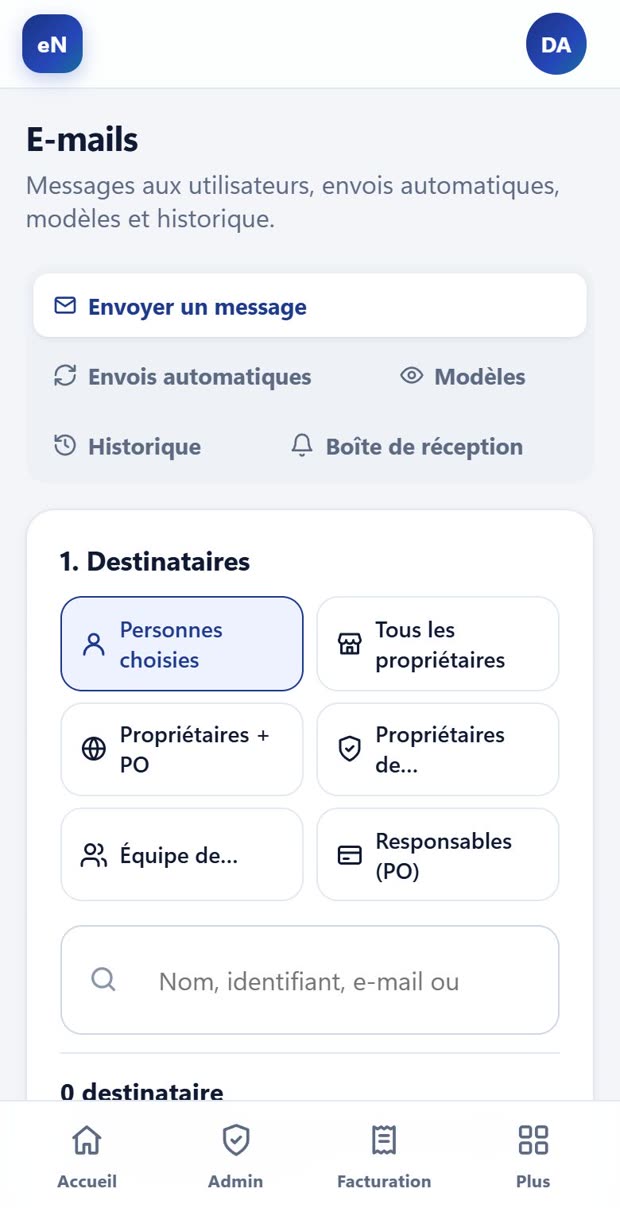 eN
DA
E-mails
Messages aux utilisateurs, envois automatiques,
modèles et historique.
Envoyer un message
Envois automatiques
Modèles
Historique
Boîte de réception
1. Destinataires
Personnes
choisies
Tous les
propriétaires
Propriétaires +
PO
Propriétaires
de...
Équipe de...
Responsables
(PO)
Nom, identifiant, e-mail ou
0 destinataire
Accueil
Admin
Facturation
Plus